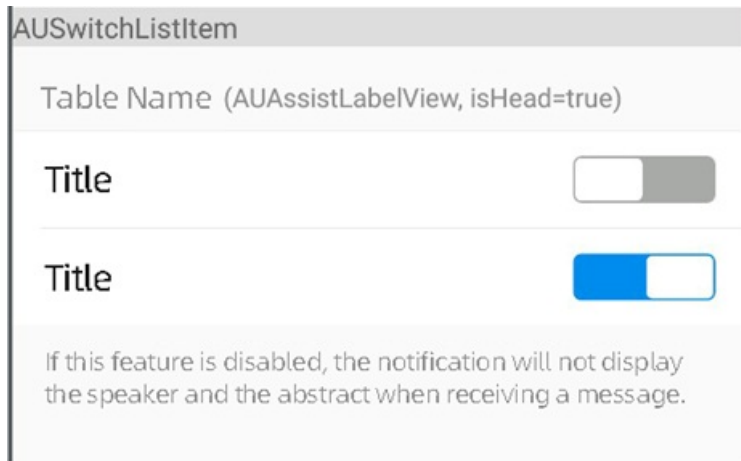 AUSwitchListItem
Table Name (AUAssistLabelView, isHead=true)
Title
Title
If this feature is disabled, the notification will not display
the speaker and the abstract when receiving a message.